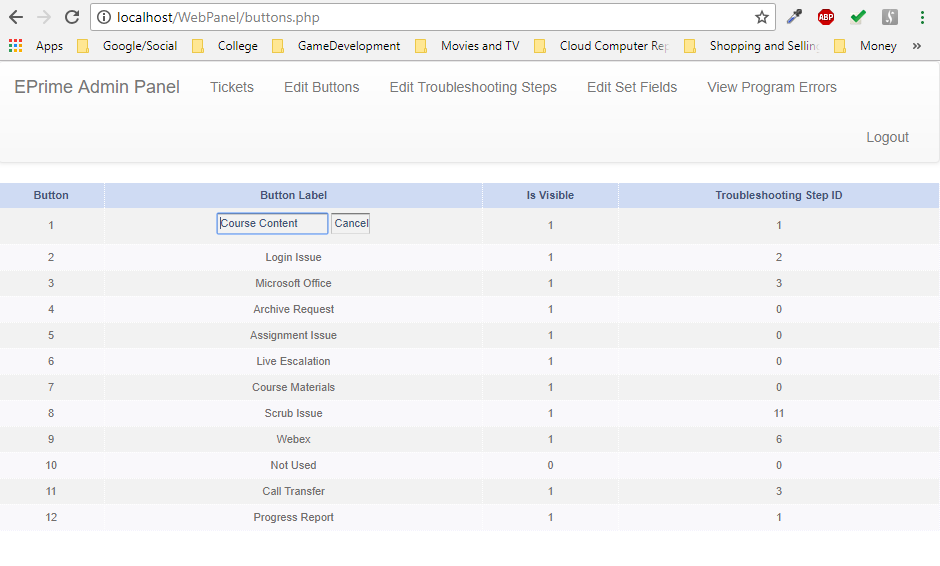 localhost/WebPanel/buttons.php
ABP
Apps Google/Social College GameDevelopment Movies and TV Cloud Computer Rep Shopping and Selling Money »
EPrime Admin Panel Tickets Edit Buttons Edit Troubleshooting Steps Edit Set Fields View Program Errors
Logout
Button Button Label Is Visible Troubleshooting Step ID
1 Course Content Cancel 1 1
2 Login Issue 1 2
3 Microsoft Office 1 3
4 Archive Request 1 0
5 Assignment Issue 1 0
6 Live Escalation 1 0
7 Course Materials 1 0
8 Scrub Issue 1 11
9 Webex 1 6
10 Not Used 0 0
11 Call Transfer 1 3
12 Progress Report 1 1